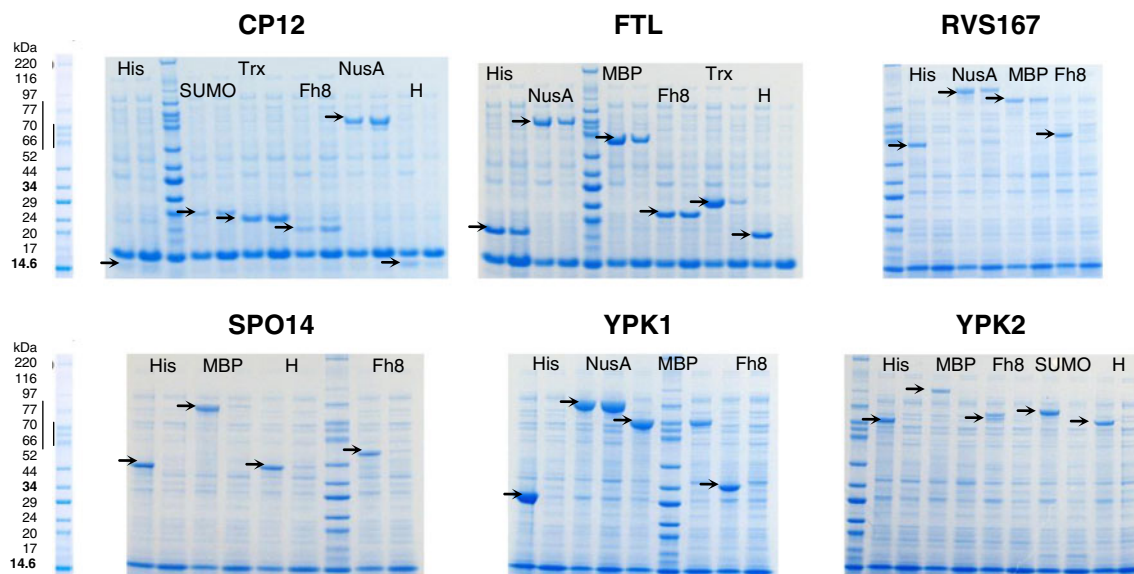 CP12 FTL RVS167
kDa
220
116
97
77
70
66
52
44
34
29
24
20
17
14.6
His Trx NusA
SUMO Fh8 H
His MBP Trx
NusA Fh8 H
His NusA MBP Fh8
SPO14 YPK1 YPK2
kDa
220
116
97
77
70
66
52
44
34
29
24
20
17
14.6
His MBP H Fh8
His NusA MBP Fh8
His MBP Fh8 SUMO H